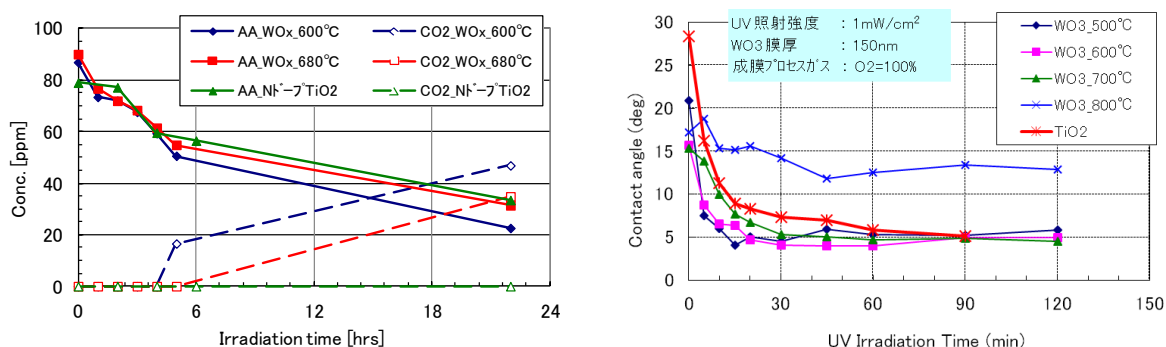 100
80
60
40
20
0
Conc. [ppm]
0
6
12
18
24
Irradiation time [hrs]
AA_WOx_600℃
CO2_WOx_600℃
AA_WOx_680℃
CO2_WOx_680℃
AA_NﾄﾞｰﾌﾟTiO2
CO2_NﾄﾞｰﾌﾟTiO2
30
25
20
15
10
5
0
Contact angle (deg)
0
30
60
90
120
150
UV Irradiation Time (min)
UV照射強度 : 1mW/cm²
WO3膜厚 : 150nm
成膜ﾌﾟﾛｾｽｶﾞｽ : O2=100%
WO3_500℃
WO3_600℃
WO3_700℃
WO3_800℃
TiO2